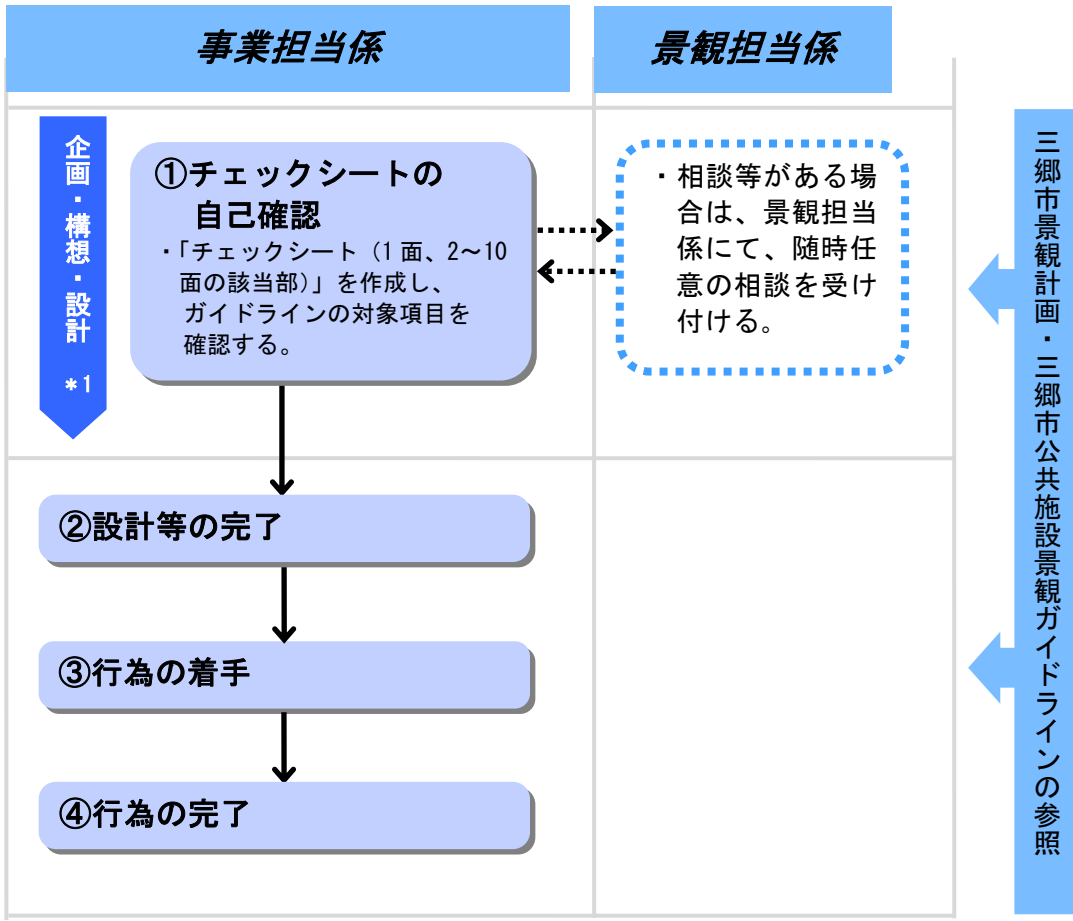 事業担当係
景観担当係
企画・構想・設計 *1
①チェックシートの
自己確認
・「チェックシート（1面、2～10
面の該当部）」を作成し、
ガイドラインの対象項目を
確認する。
・相談等がある場
合は、景観担当
係にて、随時任
意の相談を受け
付ける。
②設計等の完了
③行為の着手
④行為の完了
三郷市景観計画・三郷市公共施設景観ガイドラインの参照